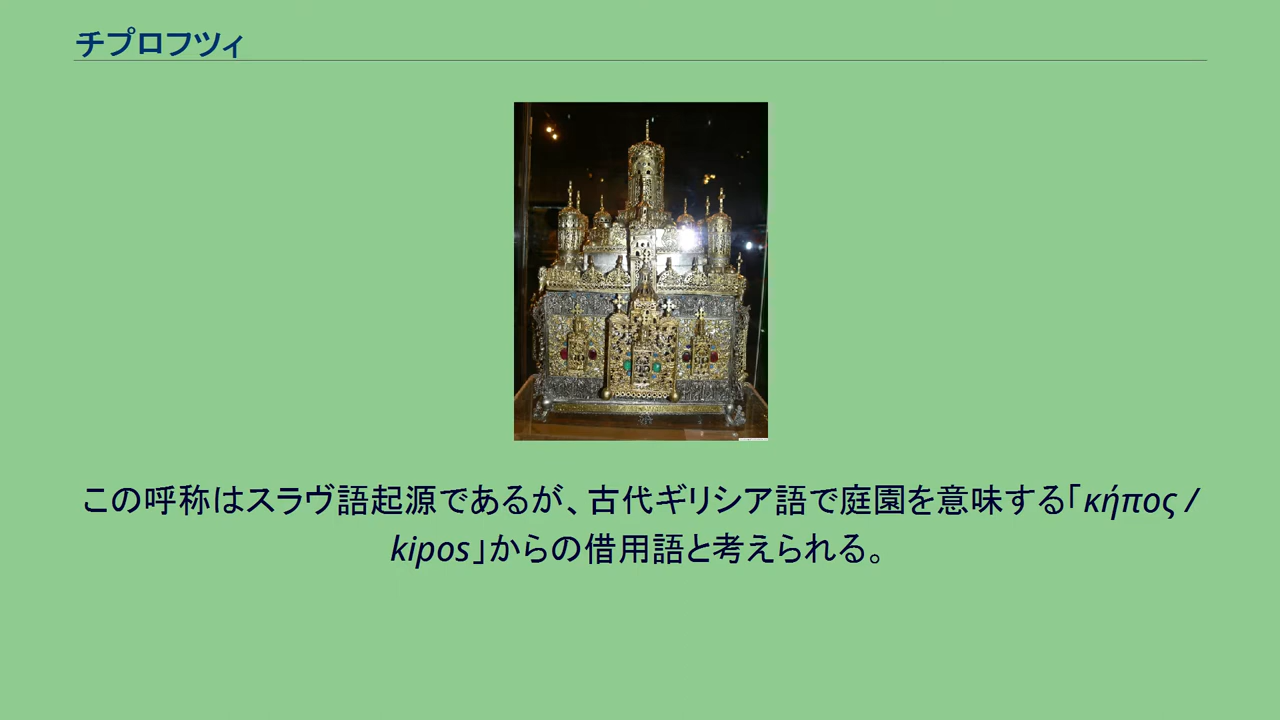 チプロフツィ
この呼称はスラヴ語起源であるが、古代ギリシア語で庭園を意味する「κήπος /
kipos」からの借用語と考えられる。